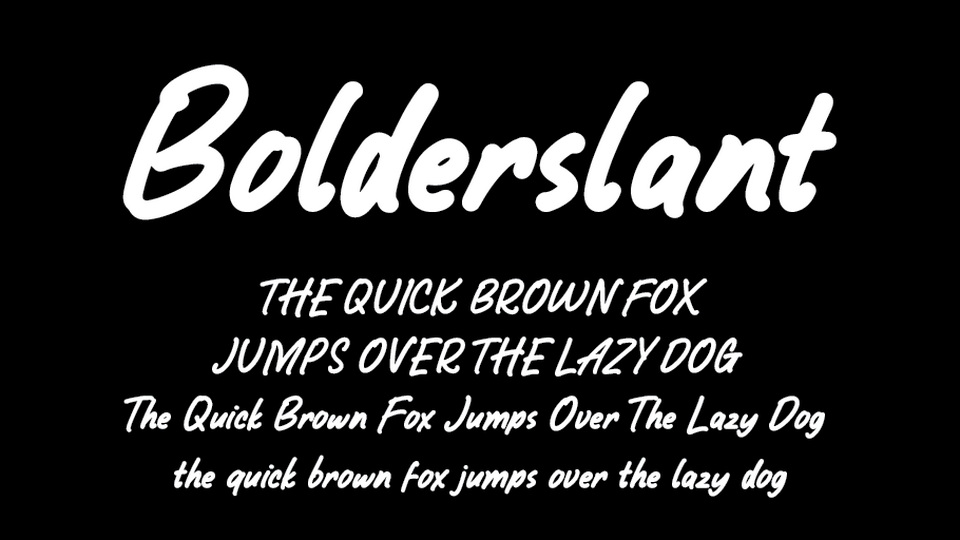 Bolderslant
THE QUICK BROWN FOX
JUMPS OVER THE LAZY DOG
The Quick Brown Fox Jumps Over The Lazy Dog
the quick brown fox jumps over the lazy dog